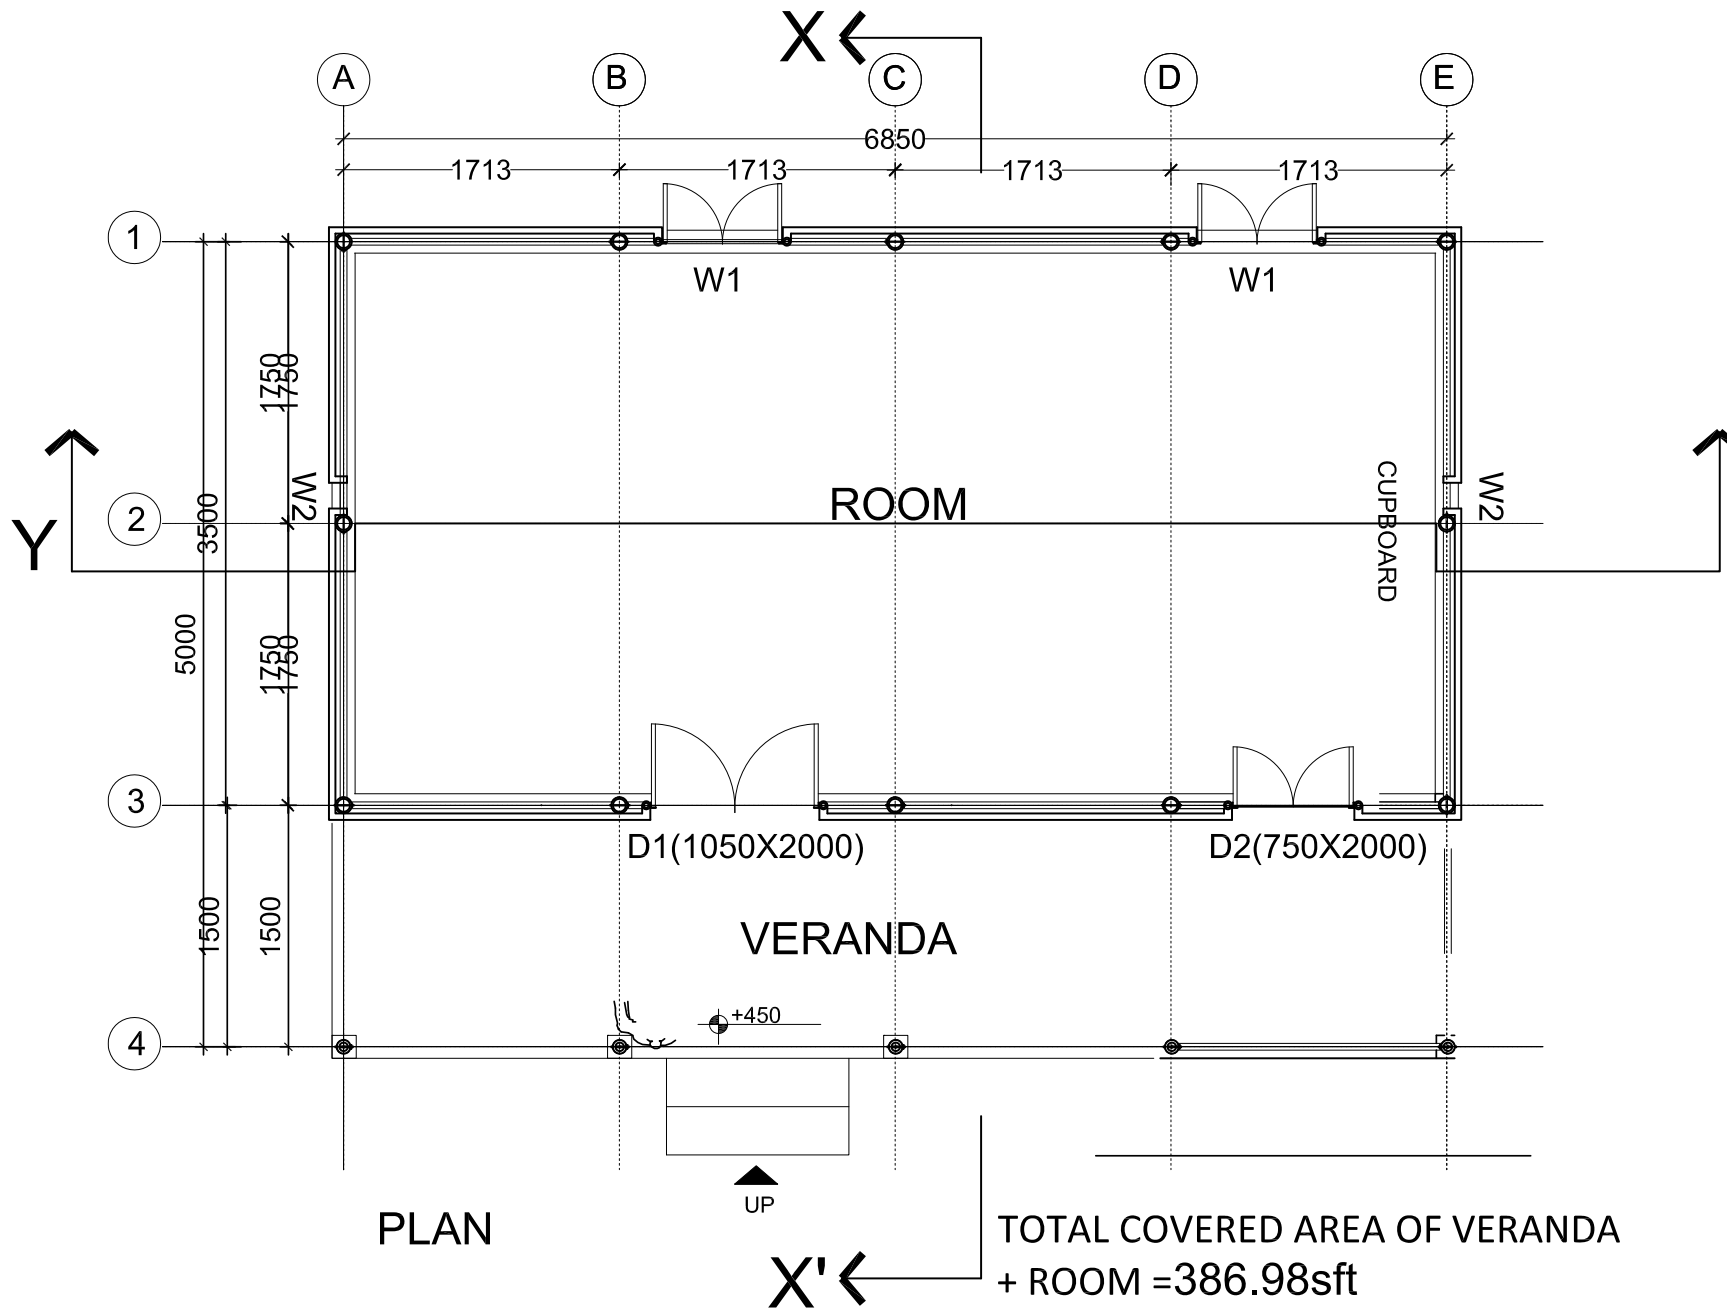 X
A B C D E
6850
1713 1713 1713 1713
1
W1 W1
1750
1750
W2
CUPBOARD
W2
Y
2
3500
ROOM
5000
1750
1750
3
D1(1050X2000) D2(750X2000)
1500
1500
VERANDA
+450
4
UP
PLAN
X'
TOTAL COVERED AREA OF VERANDA
+ ROOM =386.98sft